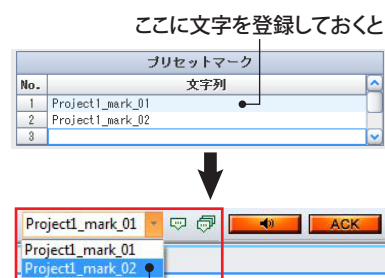 ここに文字を登録しておくと
プリセットマーク
No. 文字列
1 Project1_mark_01
2 Project1_mark_02
3
Project1_mark_01 ACK
Project1_mark_01
Project1_mark_02